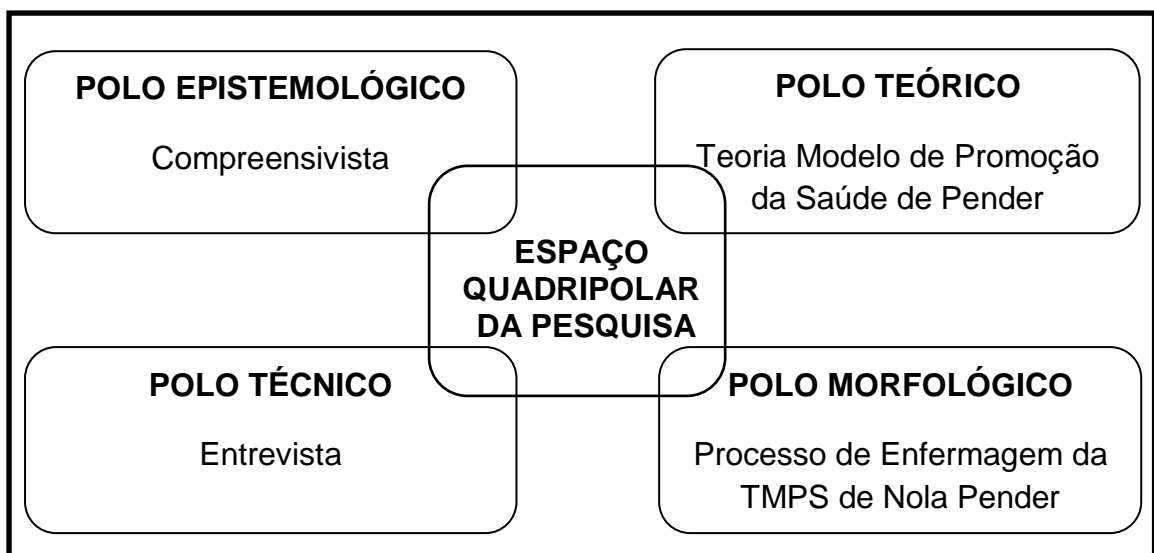 POLO EPISTEMOLÓGICO
Compreensivista
POLO TEÓRICO
Teoria Modelo de Promoção
da Saúde de Pender
ESPAÇO
QUADRIPOLAR
DA PESQUISA
POLO TÉCNICO
Entrevista
POLO MORFOLÓGICO
Processo de Enfermagem da
TMPS de Nola Pender